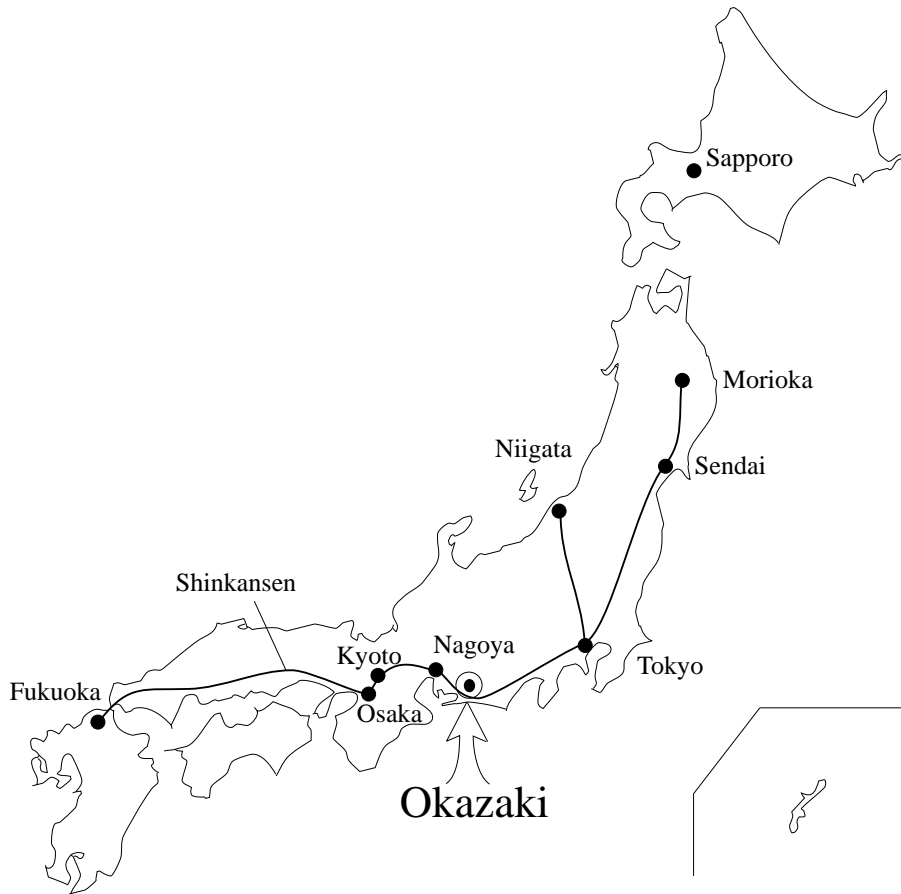 Sapporo
Morioka
Niigata
Sendai
Shinkansen
Nagoya
Kyoto
Tokyo
Fukuoka
Osaka
Okazaki